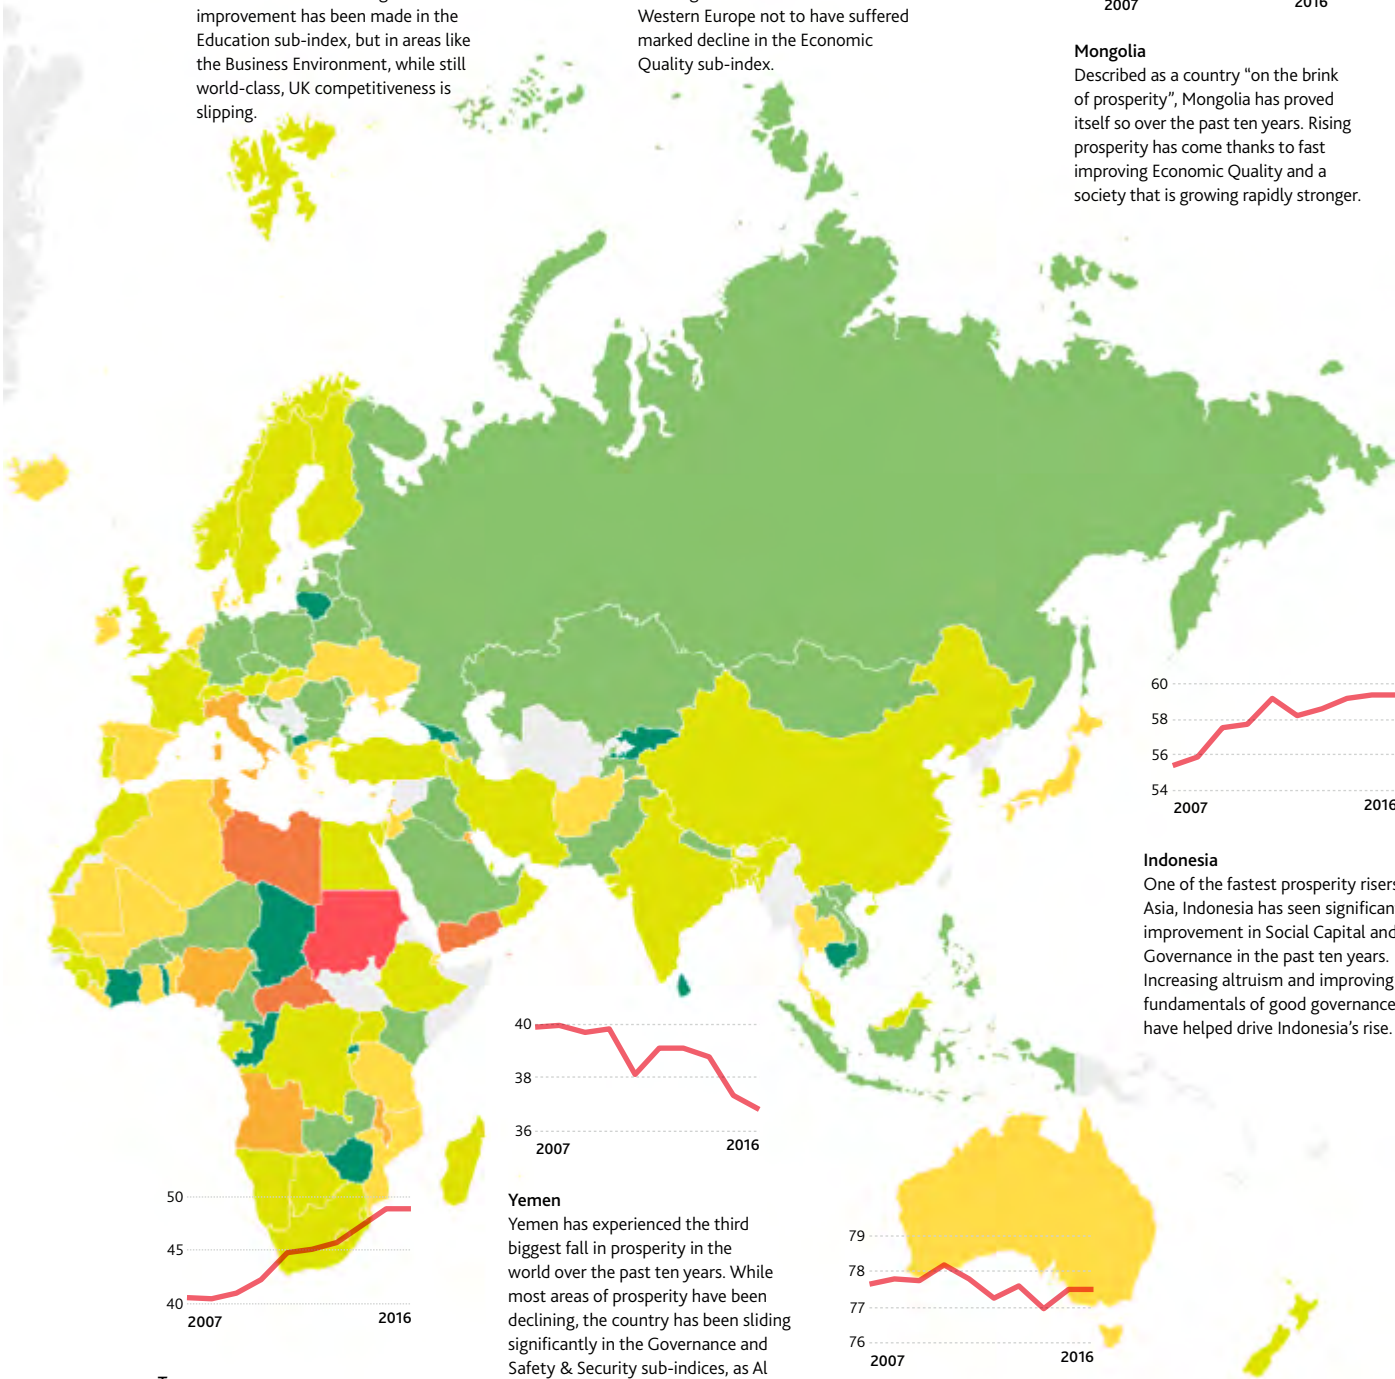 improvement has been made in the
Education sub-index, but in areas like
the Business Environment, while still
world-class, UK competitiveness is
slipping.
Western Europe not to have suffered
marked decline in the Economic
Quality sub-index.
2007 2016
Mongolia
Described as a country “on the brink
of prosperity”, Mongolia has proved
itself so over the past ten years. Rising
prosperity has come thanks to fast
improving Economic Quality and a
society that is growing rapidly stronger.
60
58
56
54
2007 2016
Indonesia
One of the fastest prosperity risers
Asia, Indonesia has seen significan
improvement in Social Capital and
Governance in the past ten years.
Increasing altruism and improving
fundamentals of good governance
have helped drive Indonesia’s rise.
40
38
36
2007 2016
Yemen
Yemen has experienced the third
biggest fall in prosperity in the
world over the past ten years. While
most areas of prosperity have been
declining, the country has been sliding
significantly in the Governance and
Safety & Security sub-indices, as Al
50
45
40
2007 2016
79
78
77
76
2007 2016